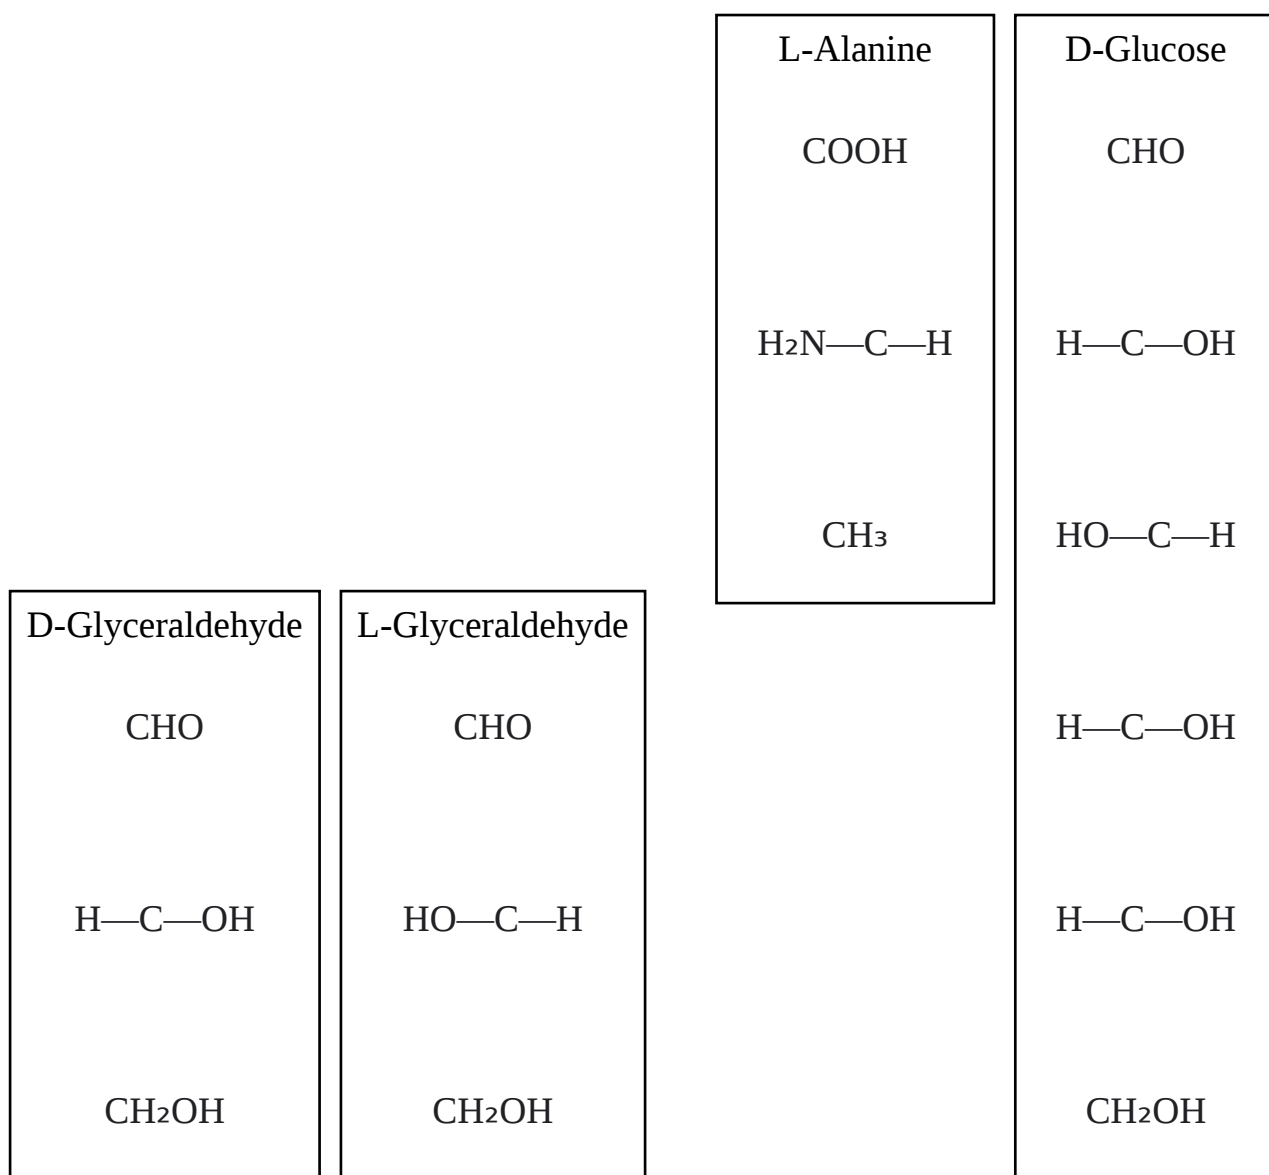 L-Alanine
COOH
H₂N—C—H
CH₃
D-Glucose
CHO
H—C—OH
HO—C—H
H—C—OH
H—C—OH
CH₂OH
D-Glyceraldehyde
CHO
H—C—OH
CH₂OH
L-Glyceraldehyde
CHO
HO—C—H
CH₂OH